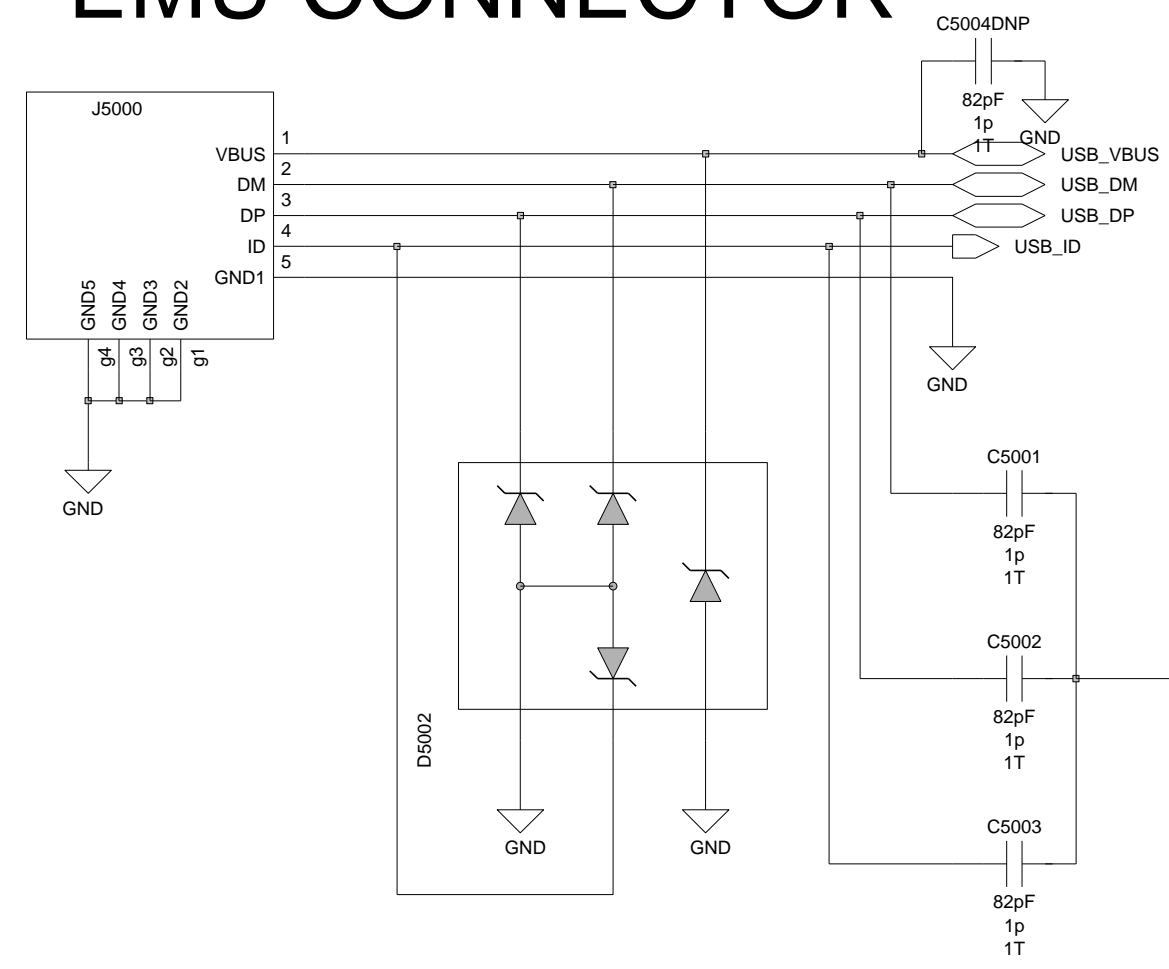 EMU CONNECTOR
C5004DNP
82pF
1p
1T
GND
J5000
VBUS
1
USB_VBUS
DM
2
USB_DM
DP
3
USB_DP
ID
4
USB_ID
GND1
5
GND
GND5
GND4
GND3
GND2
g4
g3
g2
g1
GND
C5001
82pF
1p
1T
C5002
82pF
1p
1T
D5002
GND
GND
C5003
82pF
1p
1T